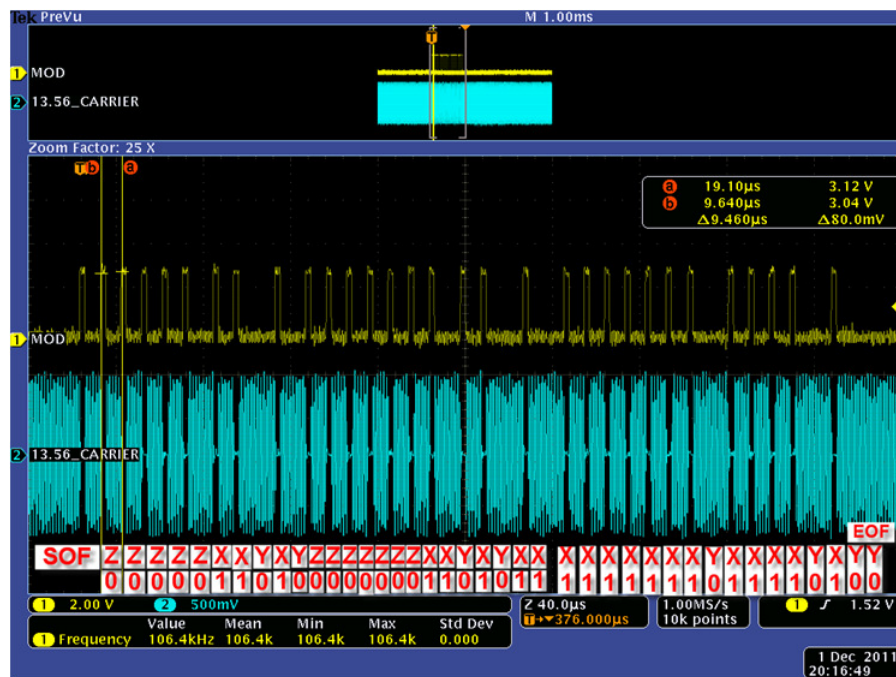 Tek PreVu M 1.00ms
T
1 MOD
2 13.56_CARRIER
Zoom Factor: 25 X
T b a
a 19.10µs 3.12 V
b 9.640µs 3.04 V
Δ9.460µs Δ80.0mV
1 MOD
2 13.56_CARRIER
EOF
SOF Z Z Z Z Z X X Y X Y Z Z Z Z Z Z Z X X Y X Y X X X X X X X X X Y X X X X Y X Y Y
0 0 0 0 0 1 1 0 1 0 0 0 0 0 0 0 0 1 1 0 1 0 1 1 1 1 1 1 1 1 1 0 1 1 1 1 0 1 0 0
1 2.00 V 2 500mV Z 40.0µs 1.00MS/s 1 1.52 V
T→▼376.000µs 10k points
Value Mean Min Max Std Dev
1 Frequency 106.4kHz 106.4k 106.4k 106.4k 0.000
1 Dec 2011
20:16:49